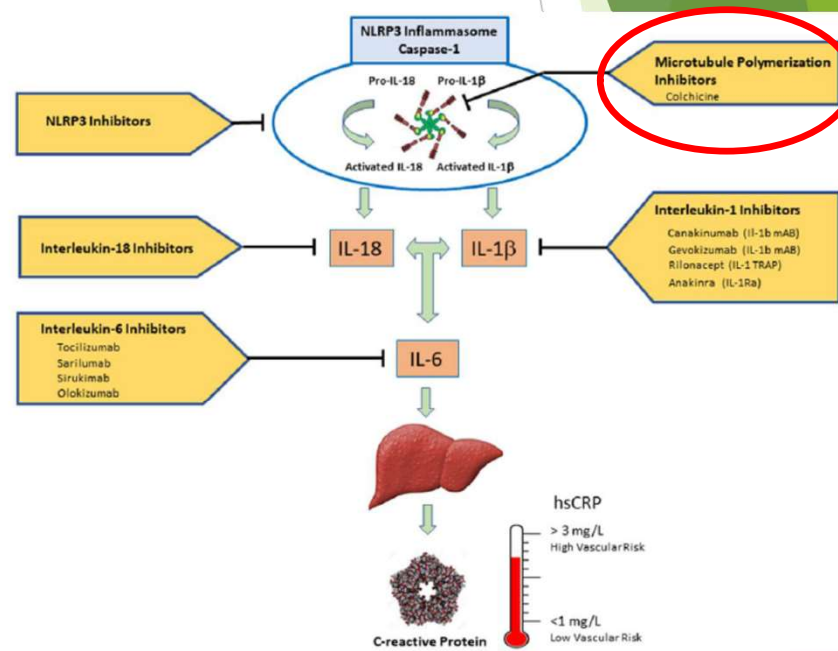 NLRP3 Inflammasome
Caspase-1
Pro-IL-18 Pro-IL-1β
Activated IL-18 Activated IL-1β
Microtubule Polymerization
Inhibitors
Colchicine
NLRP3 Inhibitors
Interleukin-18 Inhibitors
IL-18
IL-1β
Interleukin-1 Inhibitors
Canakinumab (Il-1b mAB)
Gevokizumab (IL-1b mAB)
Rilonacept (IL-1 TRAP)
Anakinra (IL-1Ra)
Interleukin-6 Inhibitors
Tocilizumab
Sarilumab
Sirukimab
Olokizumab
IL-6
hsCRP
> 3 mg/L
High Vascular Risk
<1 mg/L
Low Vascular Risk
C-reactive Protein